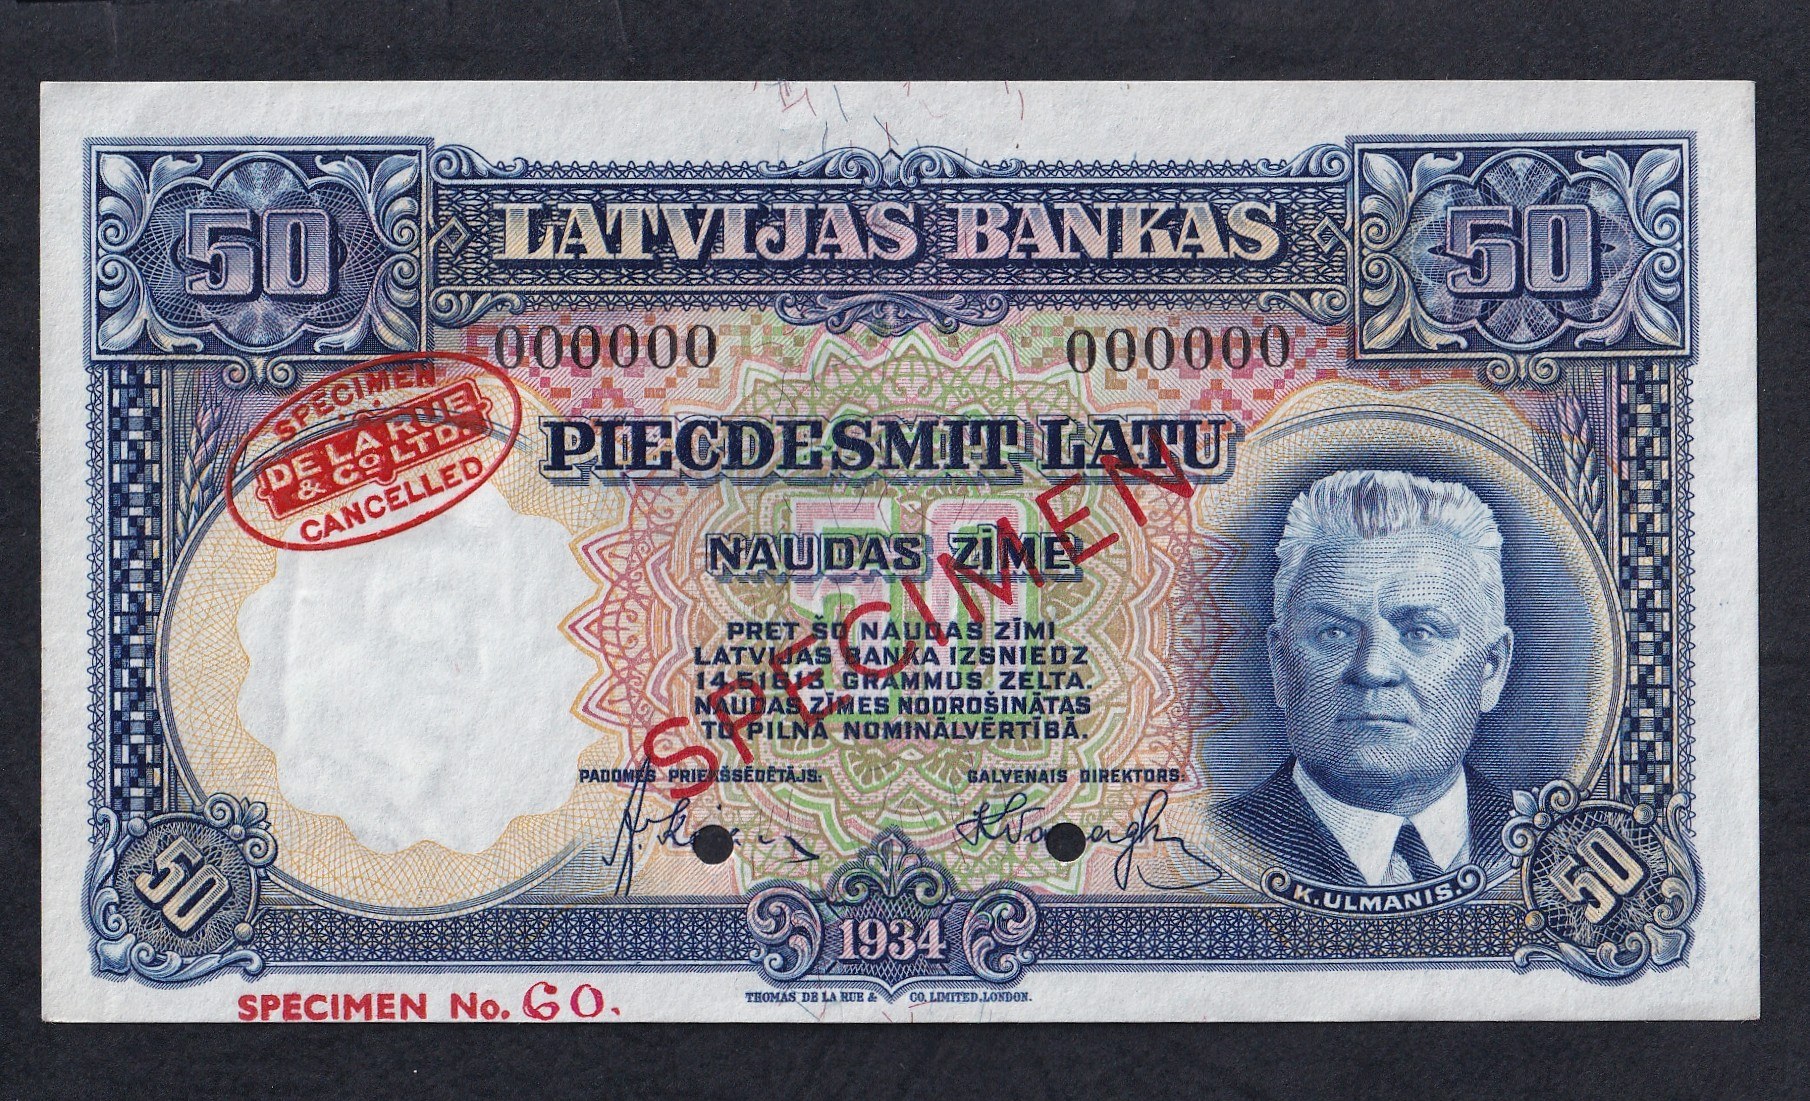 50 LATVIJAS BANKAS 50
000000 000000
SPECIMEN
DE LA RUE
& CO LTD.
CANCELLED
PIECDESMIT LATU
50
NAUDAS ZĪME
SPECIMEN
PRET ŠO NAUDAS ZĪMI
LATVIJAS BANKA IZSNIEDZ
14,51613 GRAMMUS ZELTA.
NAUDAS ZĪMES NODROŠINĀTAS
TO PILNĀ NOMINĀLVĒRTĪBĀ.
PADOMES PRIEKŠSĒDĒTĀJS: GALVENAIS DIREKTORS:
K. ULMANIS.
50 1934 50
THOMAS DE LA RUE & CO, LIMITED, LONDON.
SPECIMEN No. 60.